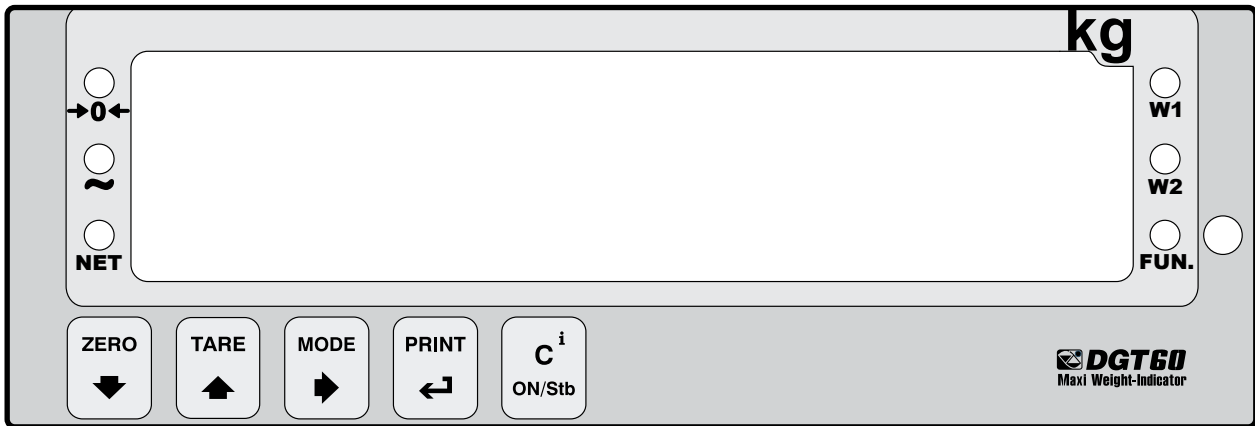 kg
→0←
~
NET
W1
W2
FUN.
ZERO
TARE
MODE
PRINT
C i
ON/Stb
DGT60
Maxi Weight-Indicator